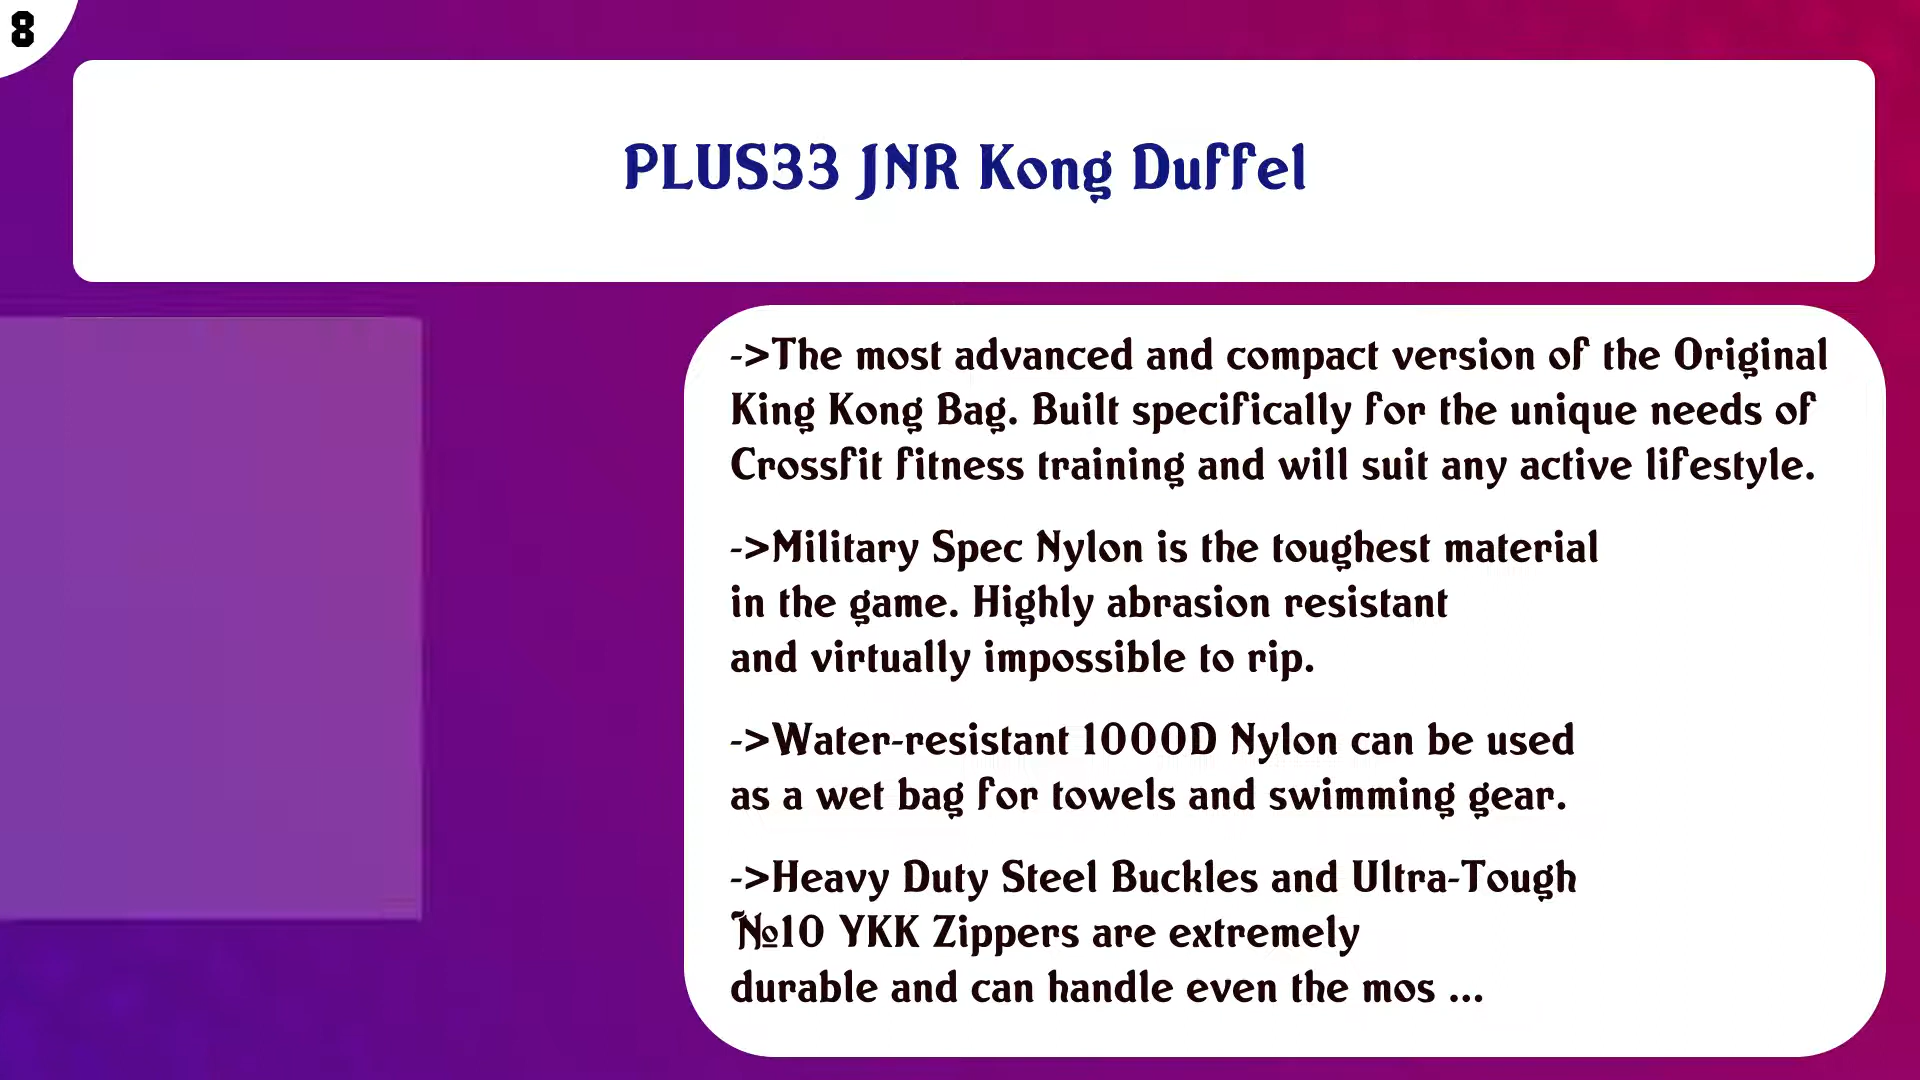 8
PLUS33 JNR Kong Duffel
->The most advanced and compact version of the Original
King Kong Bag. Built specifically for the unique needs of
Crossfit fitness training and will suit any active lifestyle.
->Military Spec Nylon is the toughest material
in the game. Highly abrasion resistant
and virtually impossible to rip.
->Water-resistant 1000D Nylon can be used
as a wet bag for towels and swimming gear.
->Heavy Duty Steel Buckles and Ultra-Tough
№10 YKK Zippers are extremely
durable and can handle even the mos ...